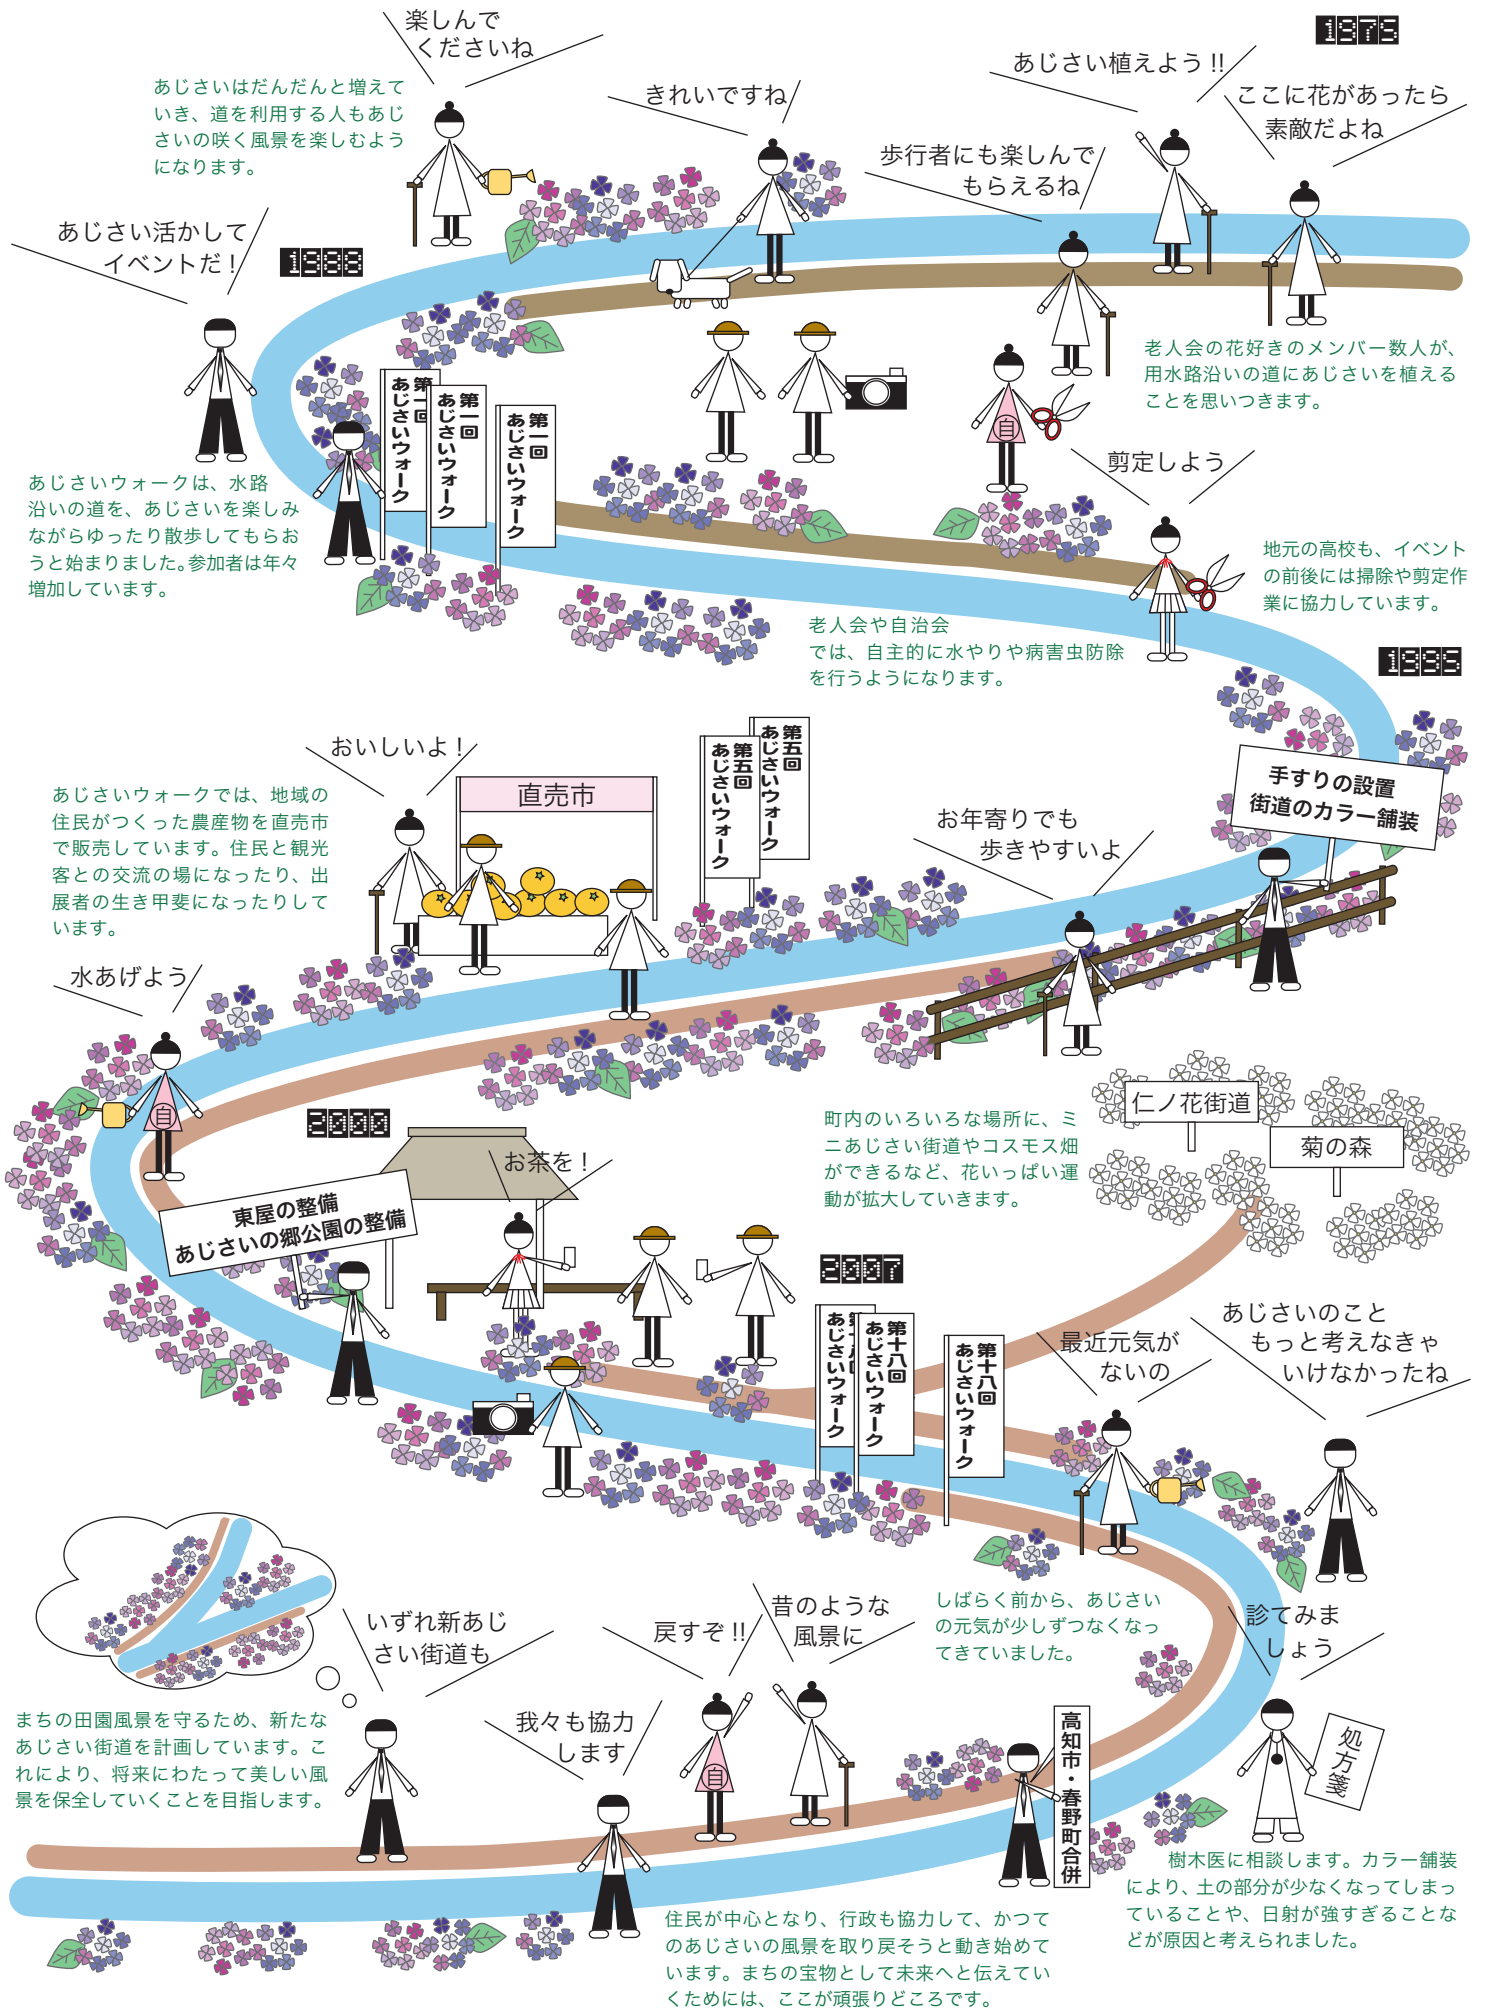 1975
あじさい植えよう!!
ここに花があったら
素敵だよね
歩行者にも楽しんで
もらえるね
老人会の花好きのメンバー数人が、
用水路沿いの道にあじさいを植える
ことを思いつきます。
きれいですね
楽しんで
くださいね
あじさいはだんだんと増えて
いき、道を利用する人もあじ
さいの咲く風景を楽しむよう
になります。
1988
あじさい活かして
イベントだ!
あじさいウォークは、水路
沿いの道を、あじさいを楽しみ
ながらゆったり散歩してもらお
うと始まりました。参加者は年々
増加しています。
第一回
あじさいウォーク
第一回
あじさいウォーク
第一回
あじさいウォーク
自
剪定しよう
地元の高校も、イベント
の前後には掃除や剪定作
業に協力しています。
老人会や自治会
では、自主的に水やりや病害虫防除
を行うようになります。
1995
手すりの設置
街道のカラー舗装
お年寄りでも
歩きやすいよ
第五回
あじさいウォーク
第五回
あじさいウォーク
直売市
おいしいよ!
あじさいウォークでは、地域の
住民がつくった農産物を直売市
で販売しています。住民と観光
客との交流の場になったり、出
展者の生き甲斐になったりして
います。
水あげよう
自
2000
東屋の整備
あじさいの郷公園の整備
お茶を!
町内のいろいろな場所に、ミ
ニあじさい街道やコスモス畑
ができるなど、花いっぱい運
動が拡大していきます。
仁ノ花街道
菊の森
2007
第十八回
あじさいウォーク
第十八回
あじさいウォーク
第十八回
あじさいウォーク
最近元気が
ないの
あじさいのこと
もっと考えなきゃ
いけなかったね
しばらく前から、あじさい
の元気が少しずつなくなっ
てきていました。
診てみま
しょう
処方箋
樹木医に相談します。カラー舗装
により、土の部分が少なくなってしまっ
ていることや、日射が強すぎることな
どが原因と考えられました。
高知市・春野町合併
昔のような
風景に
戻すぞ!!
自
我々も協力
します
住民が中心となり、行政も協力して、かつて
のあじさいの風景を取り戻そうと動き始めて
います。まちの宝物として未来へと伝えてい
くためには、ここが頑張りどころです。
いずれ新あじ
さい街道も
まちの田園風景を守るため、新たな
あじさい街道を計画しています。こ
れにより、将来にわたって美しい風
景を保全していくことを目指します。